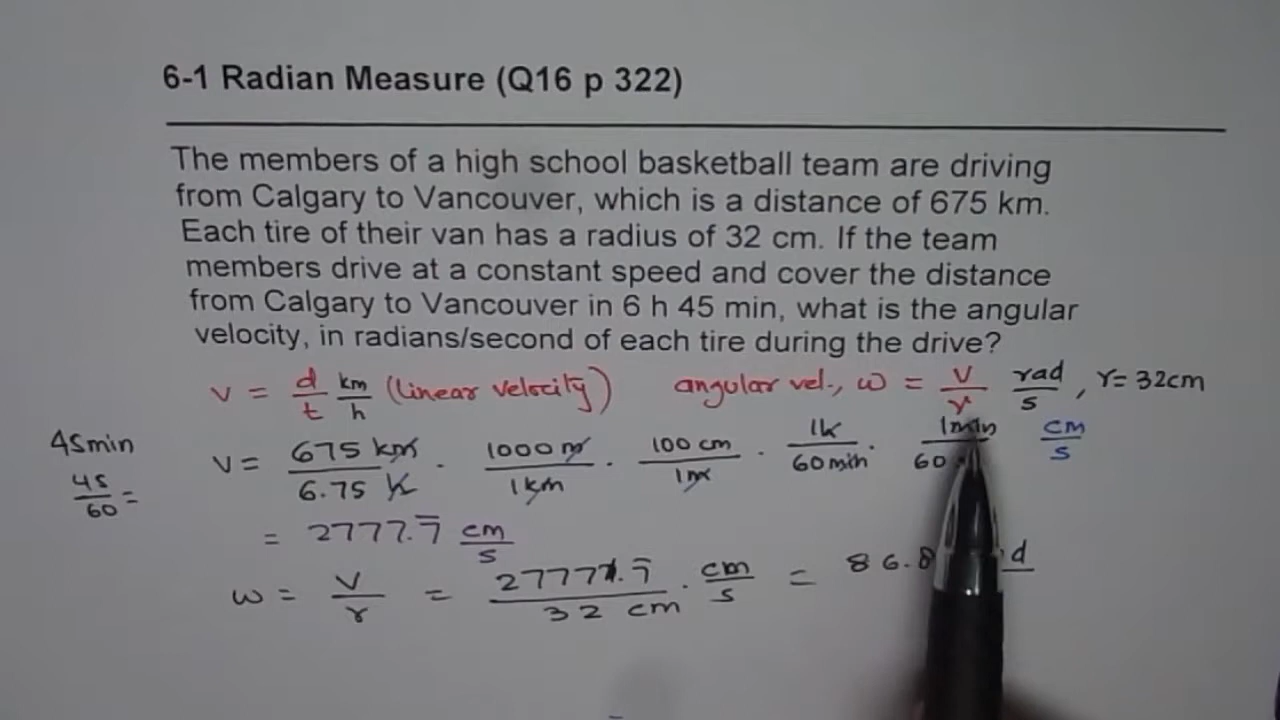 6-1 Radian Measure (Q16 p 322)
The members of a high school basketball team are driving
from Calgary to Vancouver, which is a distance of 675 km.
Each tire of their van has a radius of 32 cm. If the team
members drive at a constant speed and cover the distance
from Calgary to Vancouver in 6 h 45 min, what is the angular
velocity, in radians/second of each tire during the drive?
v = d/t km/h (linear velocity) angular vel., ω = v/r rad/s, r = 32cm
45min
45/60 =
v = 675 km/6.75 h · 1000 m/1 km · 100 cm/1 m · 1h/60 min · 1min/60 cm/s
= 2777.7̅ cm/s
ω = v/r = 2777.7̅/32 cm · cm/s = 86.8